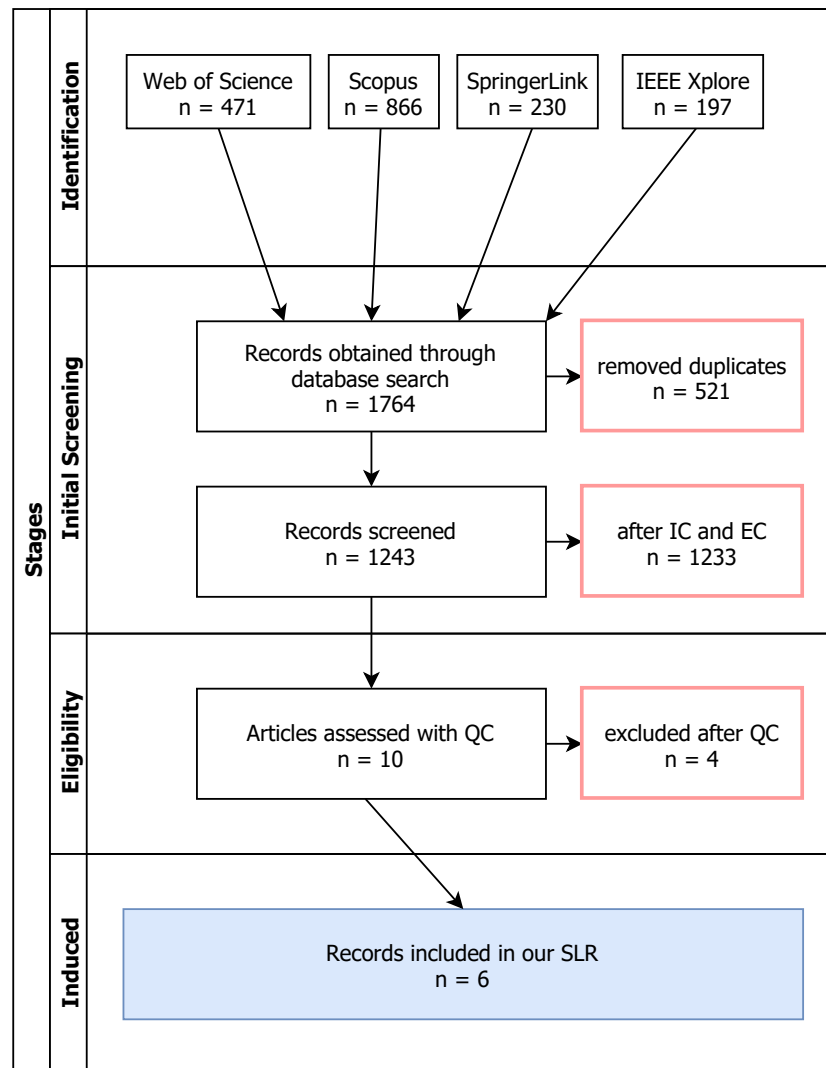 Stages
Identification
Web of Science
n = 471
Scopus
n = 866
SpringerLink
n = 230
IEEE Xplore
n = 197
Initial Screening
Records obtained through
database search
n = 1764
removed duplicates
n = 521
Records screened
n = 1243
after IC and EC
n = 1233
Eligibility
Articles assessed with QC
n = 10
excluded after QC
n = 4
Induced
Records included in our SLR
n = 6